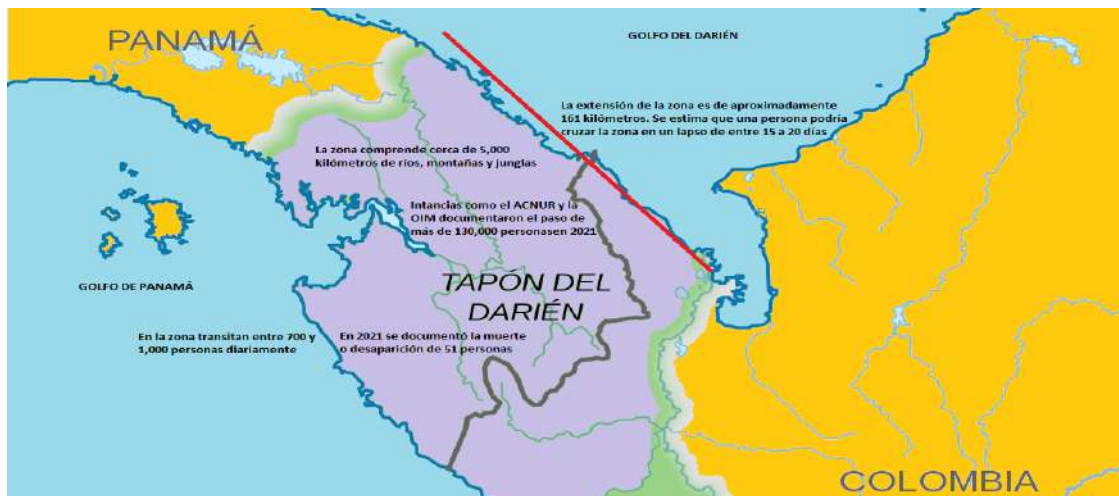 PANAMÁ
GOLFO DEL DARIÉN
La extensión de la zona es de aproximadamente
161 kilómetros. Se estima que una persona podría
cruzar la zona en un lapso de entre 15 a 20 días
La zona comprende cerca de 5,000
kilómetros de ríos, montañas y junglas
Intancias como el ACNUR y la
OIM documentaron el paso de
más de 130,000 personasen 2021
TAPÓN DEL
DARIÉN
GOLFO DE PANAMÁ
En la zona transitan entre 700 y
1,000 personas diariamente
En 2021 se documentó la muerte
o desaparición de 51 personas
COLOMBIA